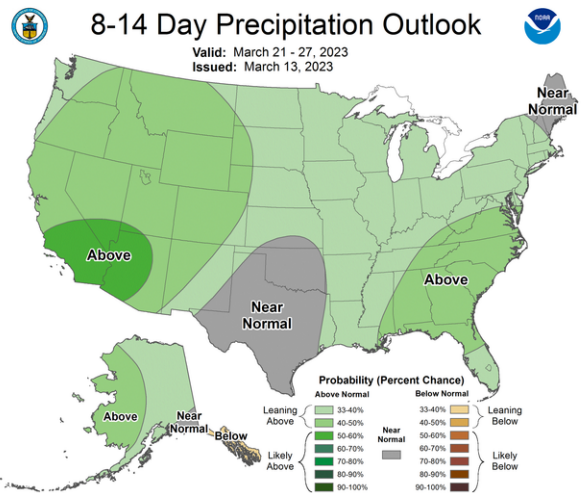 8-14 Day Precipitation Outlook
Valid: March 21 - 27, 2023
Issued: March 13, 2023
NOAA
Near
Normal
Above
Above
Near
Normal
Above
Near
Normal
Below
Probability (Percent Chance)
Above Normal
Below Normal
Leaning
Above
33-40%
40-50%
Likely
Above
50-60%
60-70%
70-80%
80-90%
90-100%
Near
Normal
33-40%
40-50%
Leaning
Below
50-60%
60-70%
70-80%
80-90%
90-100%
Likely
Below